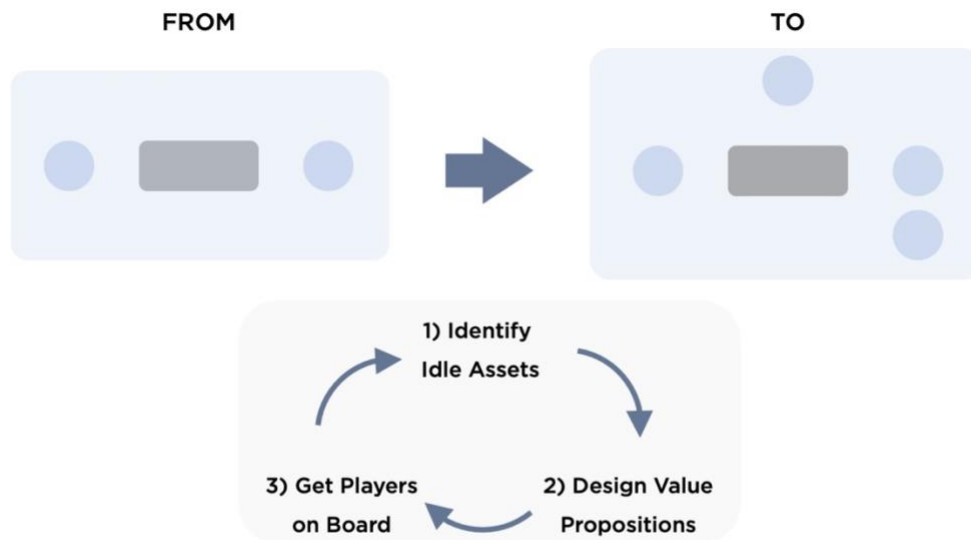 FROM
TO
1) Identify
Idle Assets
3) Get Players
on Board
2) Design Value
Propositions